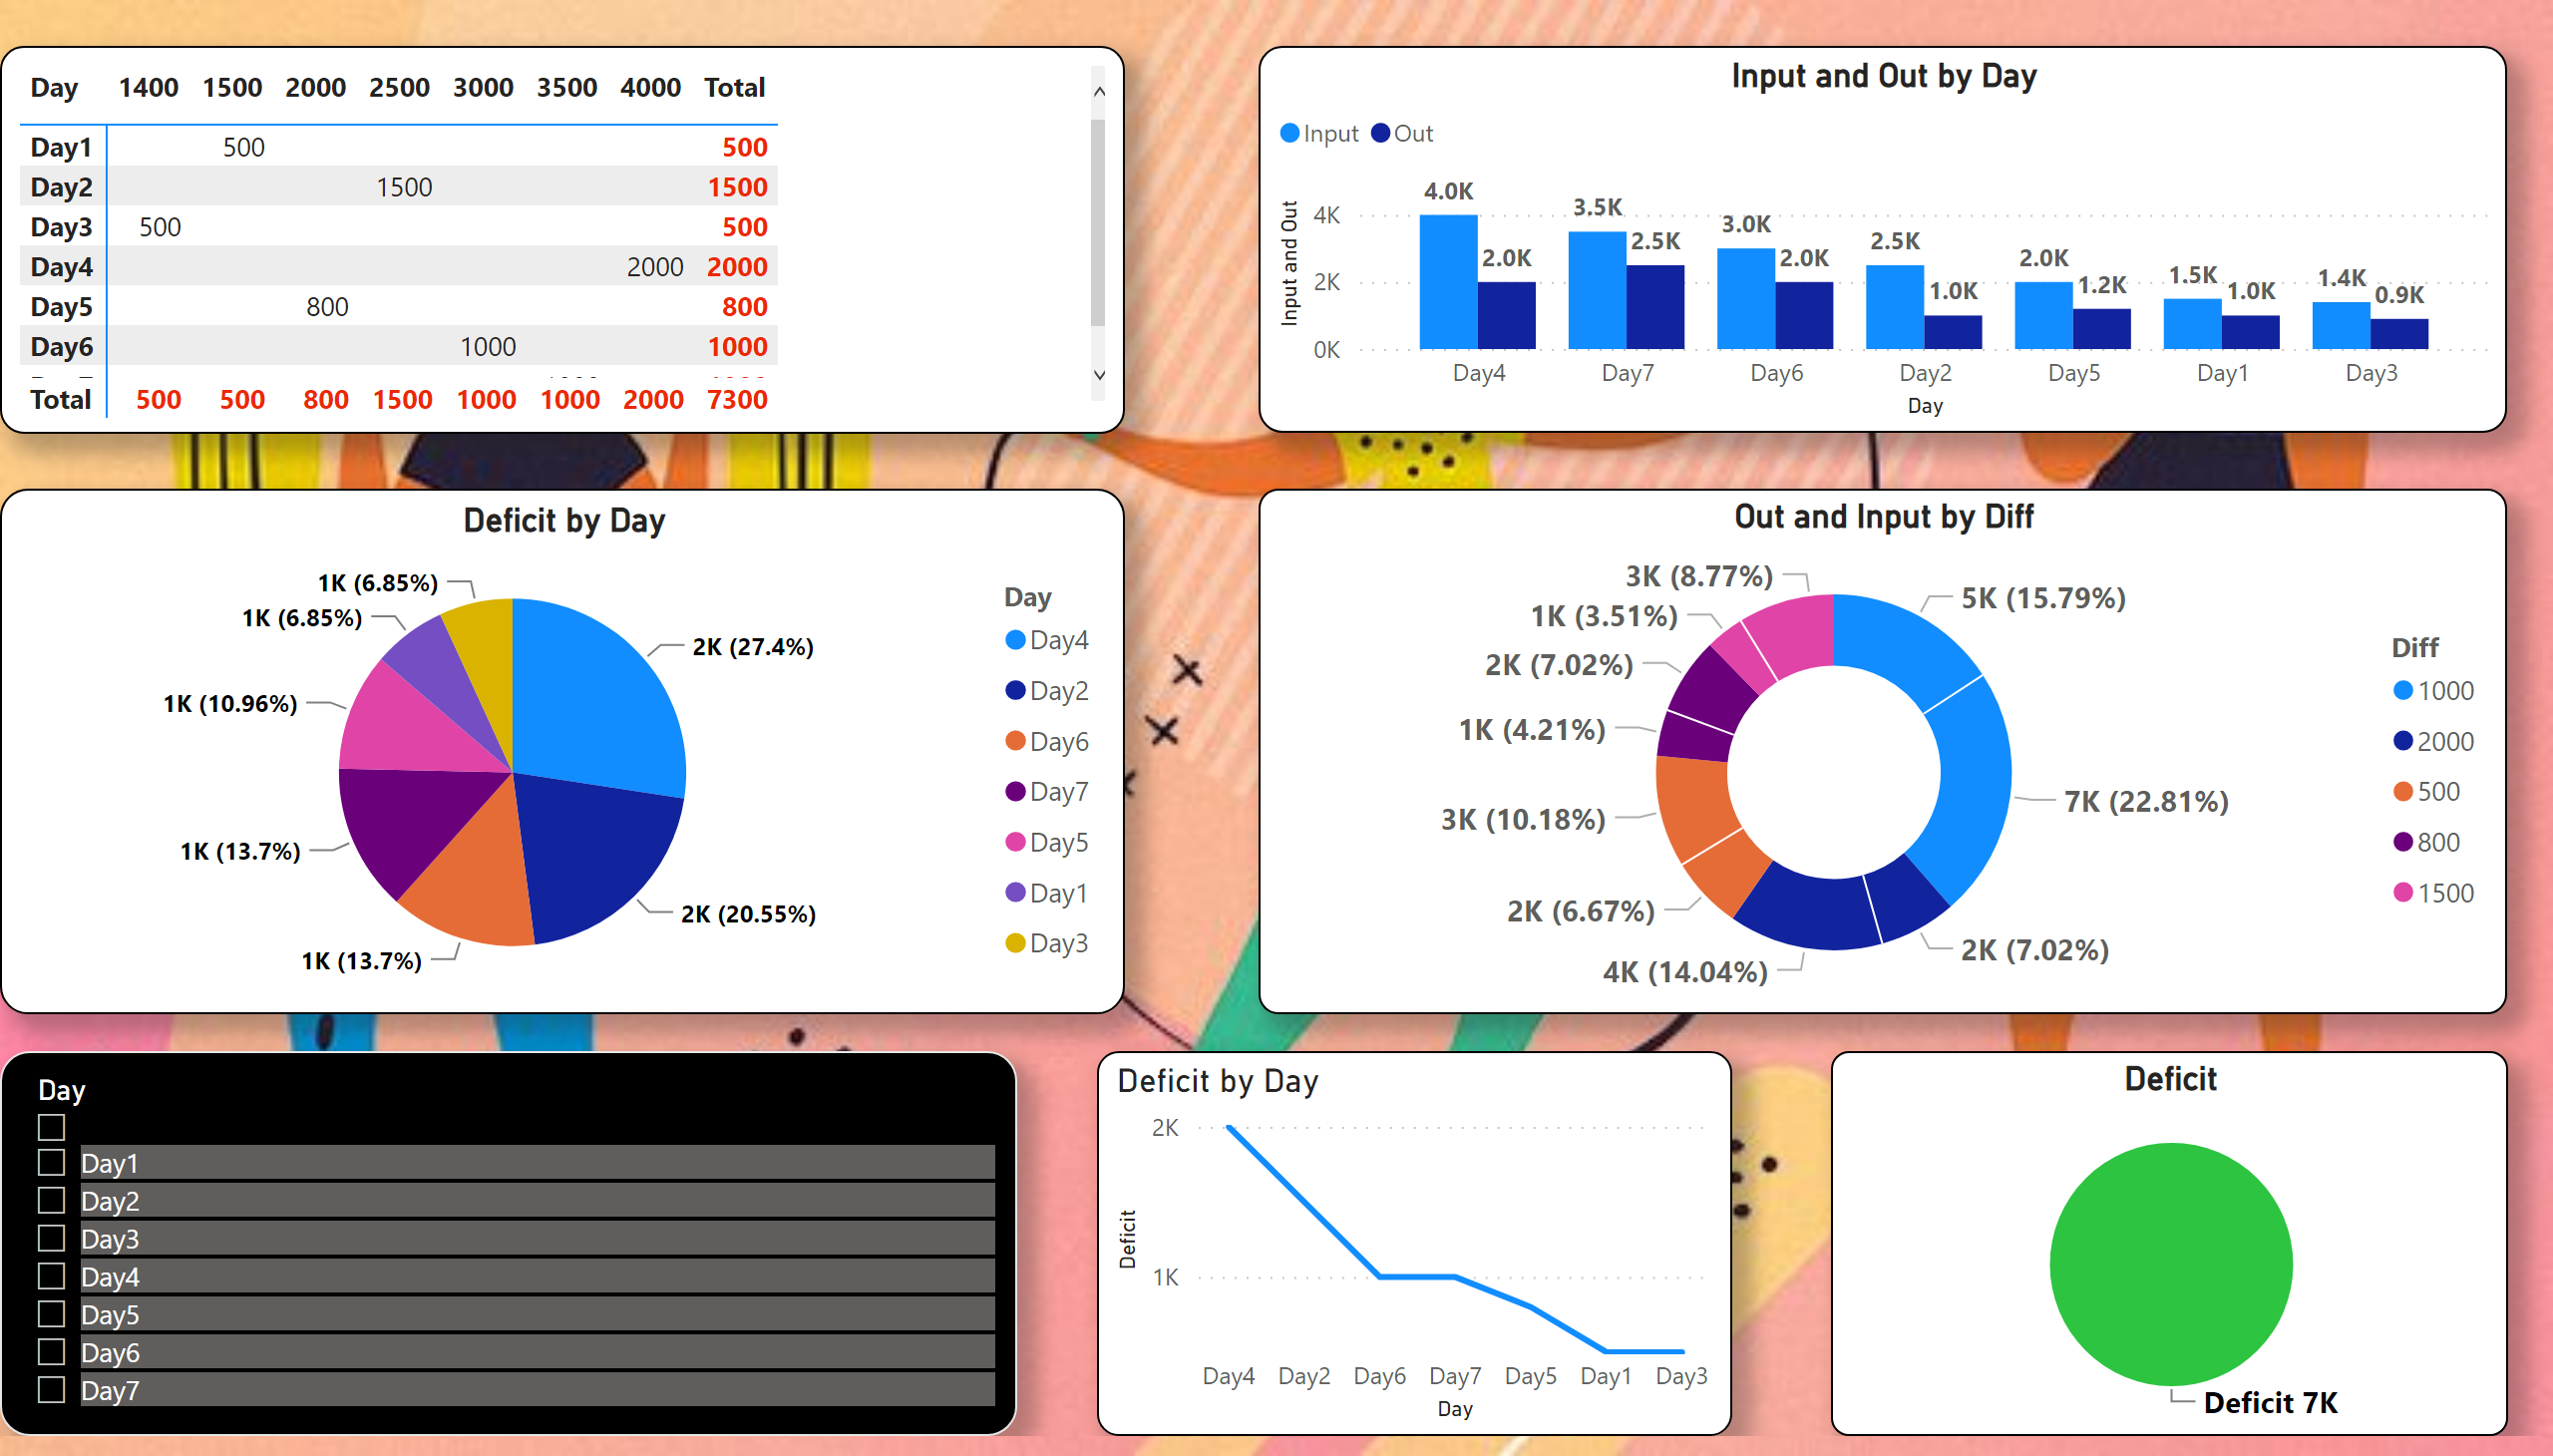 Day 1400 1500 2000 2500 3000 3500 4000 Total
Day1 500 500
Day2 1500 1500
Day3 500 500
Day4 2000 2000
Day5 800 800
Day6 1000 1000
Total 500 500 800 1500 1000 1000 2000 7300
Input and Out by Day
Input Out
Input and Out
4K
2K
0K
4.0K 2.0K
3.5K 2.5K
3.0K 2.0K
2.5K 1.0K
2.0K 1.2K
1.5K 1.0K
1.4K 0.9K
Day4 Day7 Day6 Day2 Day5 Day1 Day3
Day
Deficit by Day
1K (6.85%)
1K (6.85%)
2K (27.4%)
1K (10.96%)
1K (13.7%)
2K (20.55%)
1K (13.7%)
Day
Day4
Day2
Day6
Day7
Day5
Day1
Day3
Out and Input by Diff
3K (8.77%)
5K (15.79%)
1K (3.51%)
2K (7.02%)
1K (4.21%)
7K (22.81%)
3K (10.18%)
2K (6.67%)
2K (7.02%)
4K (14.04%)
Diff
1000
2000
500
800
1500
Day
Day1
Day2
Day3
Day4
Day5
Day6
Day7
Deficit by Day
Deficit
2K
1K
Day4 Day2 Day6 Day7 Day5 Day1 Day3
Day
Deficit
Deficit 7K